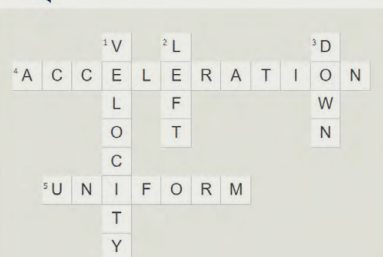 1 V 2 L 3 D
4 A C C E L E R A T I O N
L F W
O T N
C
5 U N I F O R M
T
Y